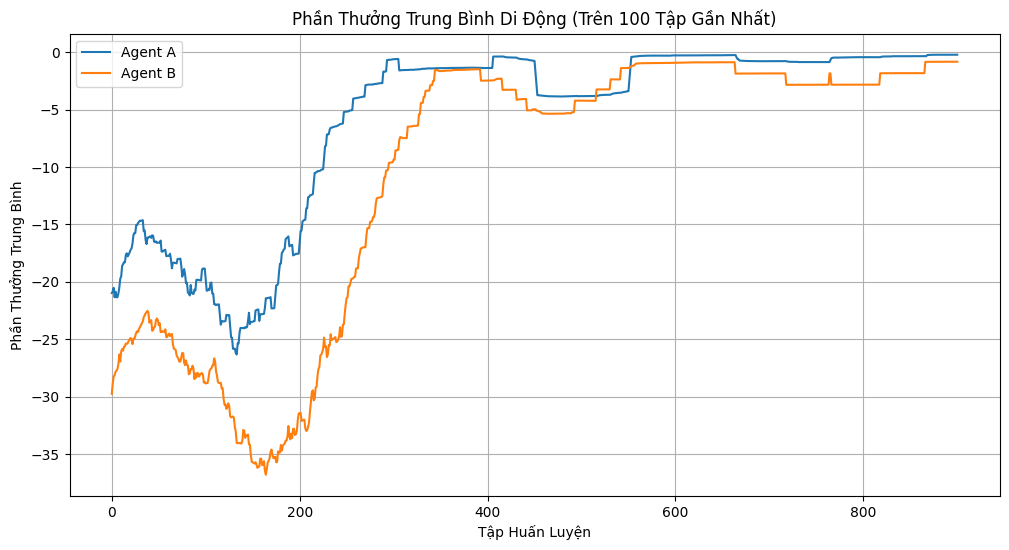 Phần Thưởng Trung Bình Di Động (Trên 100 Tập Gần Nhất)
Agent A
Agent B
Phần Thưởng Trung Bình
0
−5
−10
−15
−20
−25
−30
−35
0 200 400 600 800
Tập Huấn Luyện